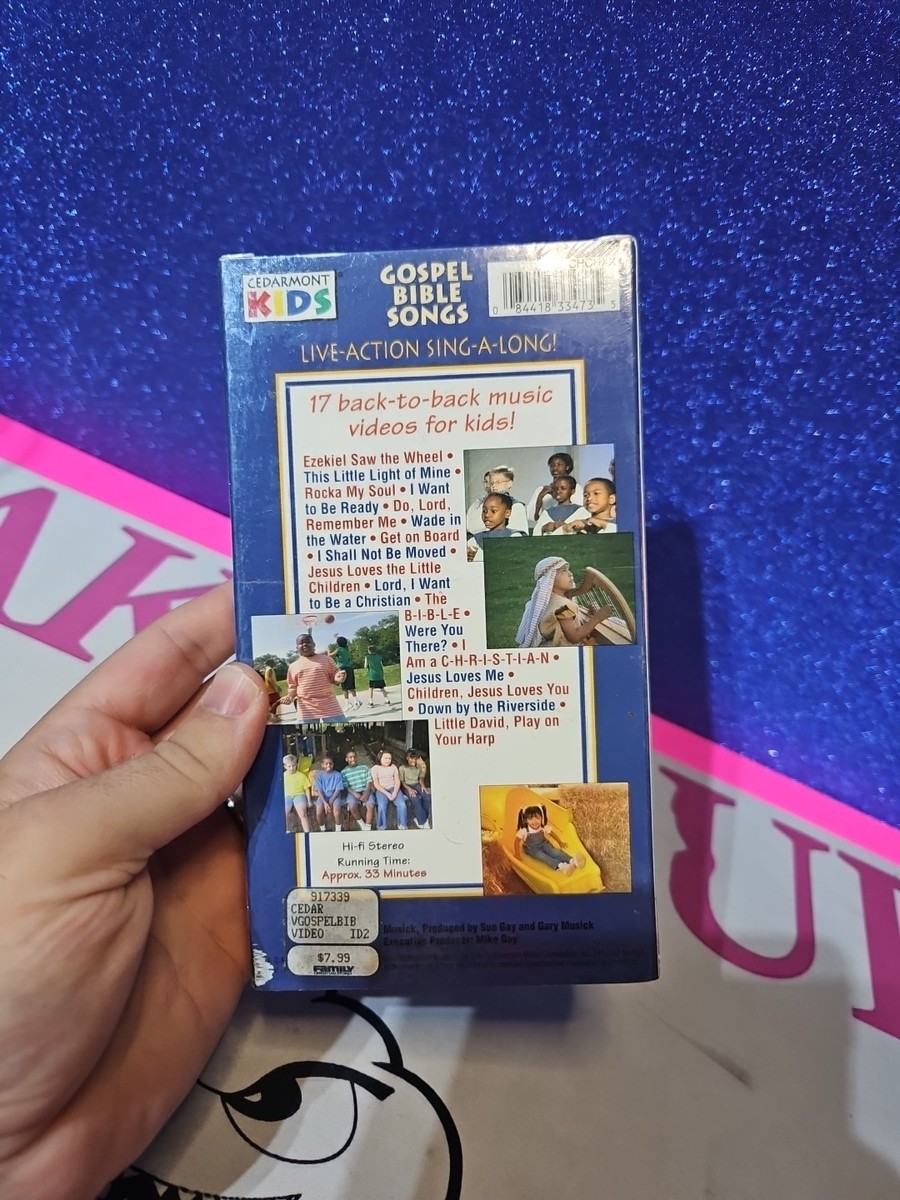 CEDARMONT
KIDS
GOSPEL
BIBLE
SONGS
0 84418 33473 5
LIVE-ACTION SING-A-LONG!
17 back-to-back music
videos for kids!
Ezekiel Saw the Wheel •
This Little Light of Mine •
Rocka My Soul • I Want
to Be Ready • Do, Lord,
Remember Me • Wade in
the Water • Get on Board
• I Shall Not Be Moved •
Jesus Loves the Little
Children • Lord, I Want
to Be a Christian • The
B-I-B-L-E •
Were You
There? • I
Am a C-H-R-I-S-T-I-A-N •
Jesus Loves Me •
Children, Jesus Loves You
• Down by the Riverside •
Little David, Play on
Your Harp
Hi-fi Stereo
Running Time:
Approx. 33 Minutes
917339
CEDAR
VGOSPELBIB
VIDEO ID2
$7.99
FAMILY
Musick, Produced by Sue Gay and Gary Musick
Executive Producer: Mike Gay
AK
UP